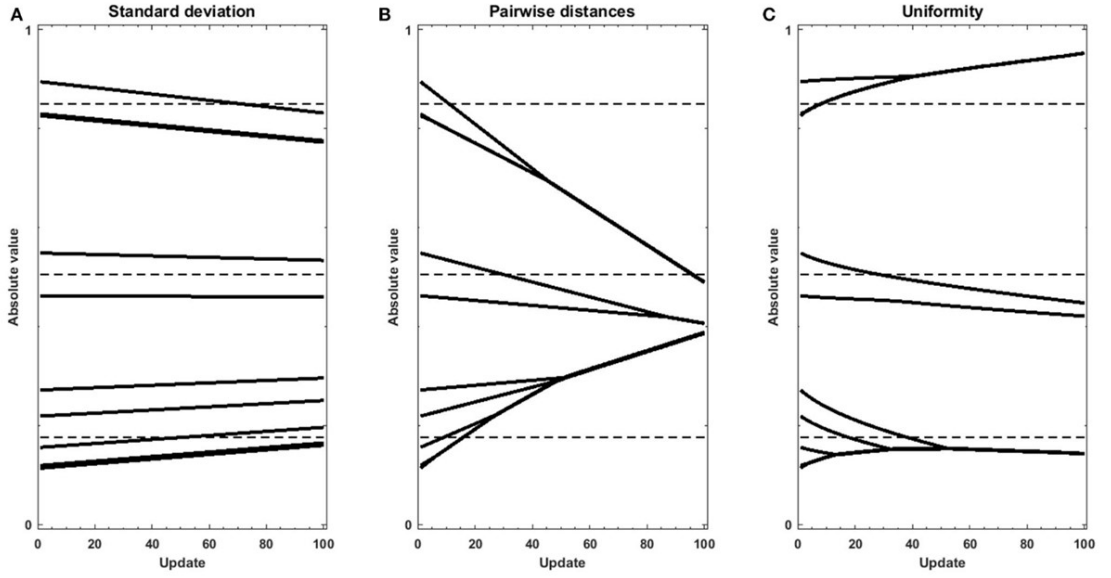 A
Standard deviation
1
Absolute value
0
0 20 40 60 80 100
Update
B
Pairwise distances
1
Absolute value
0
0 20 40 60 80 100
Update
C
Uniformity
1
Absolute value
0
0 20 40 60 80 100
Update